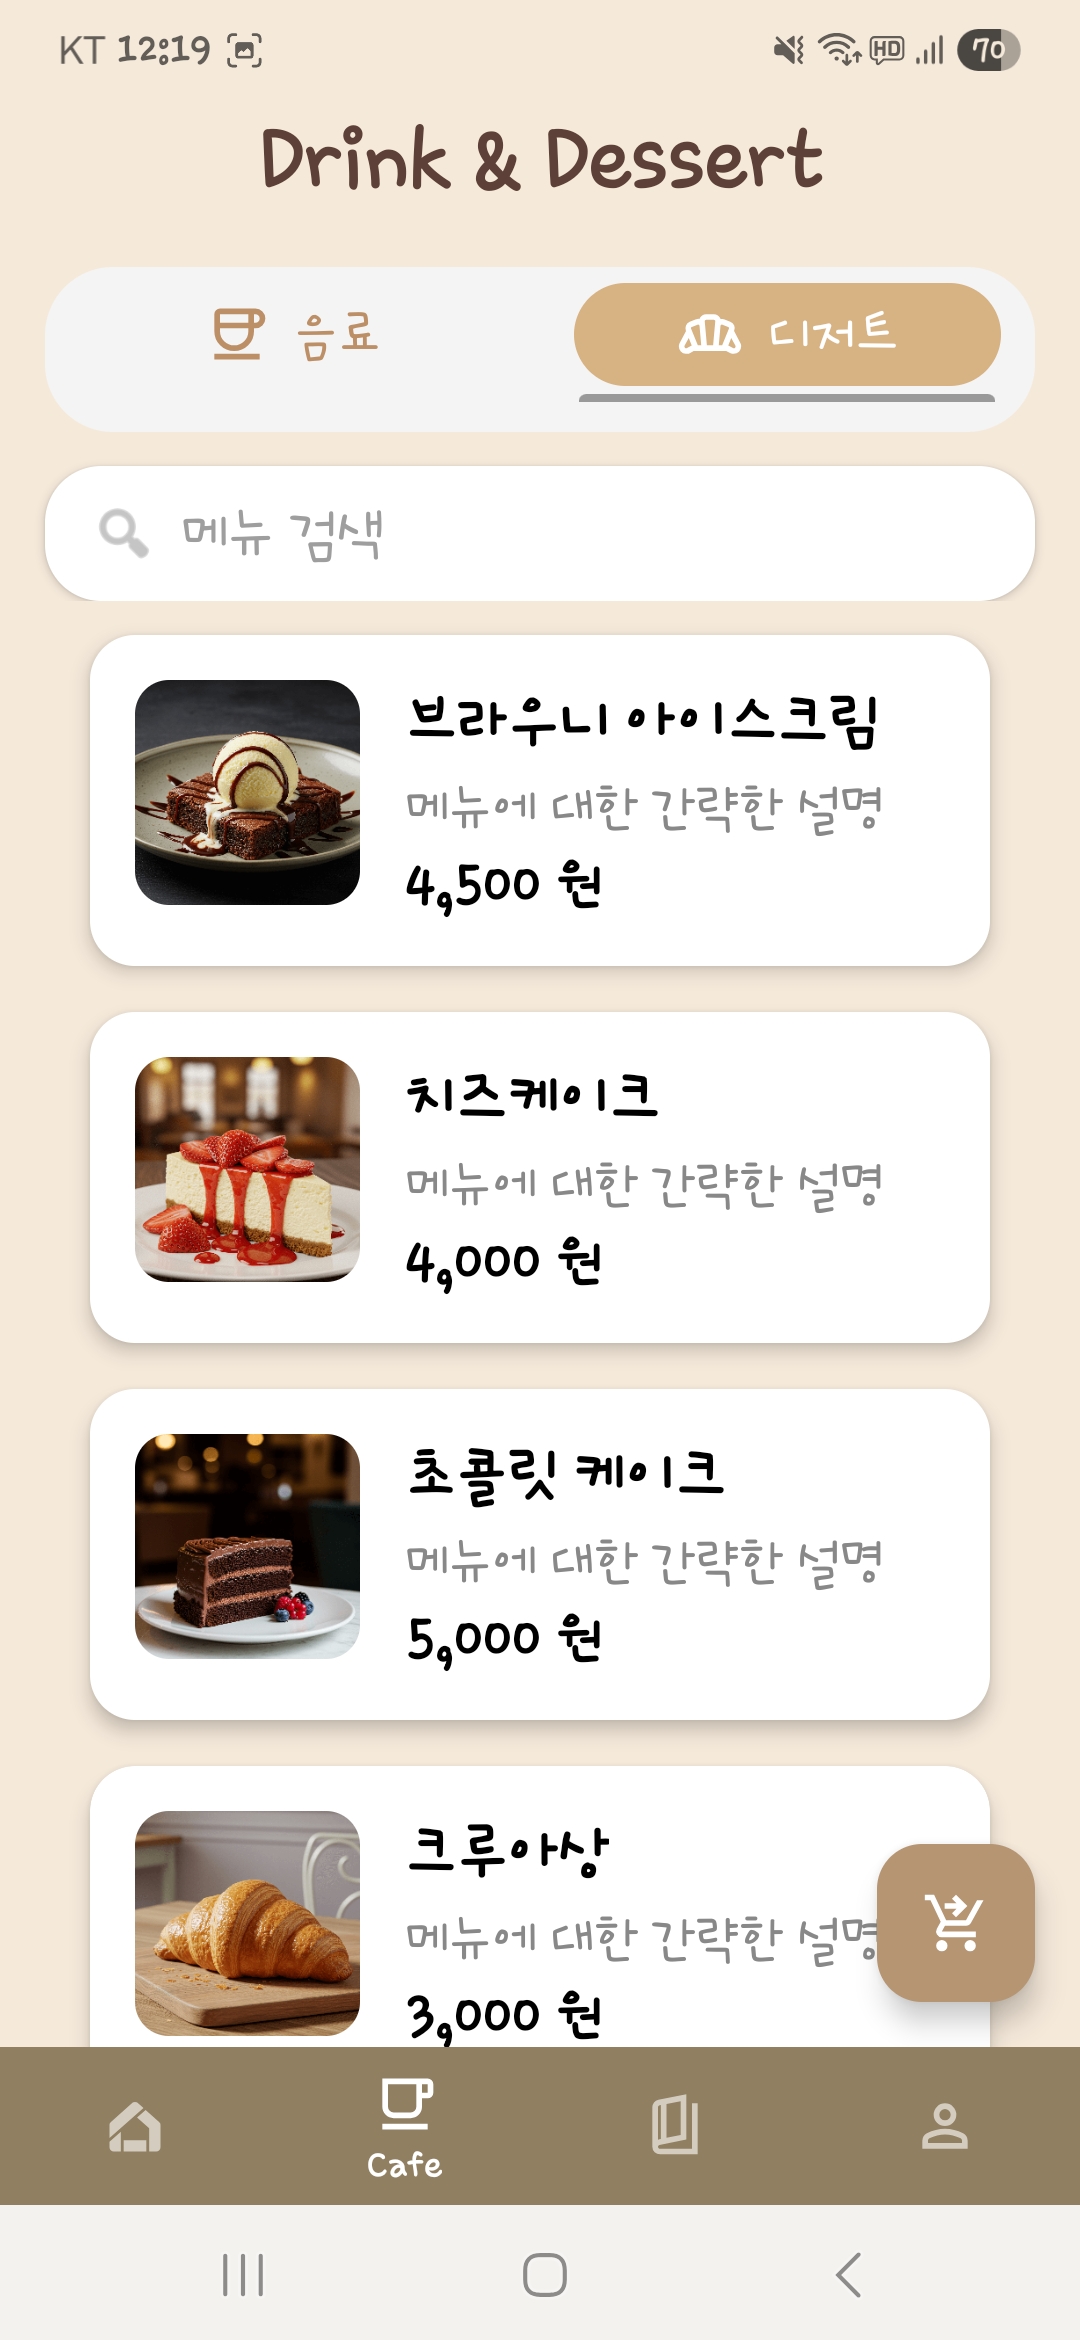 KT 12:19 HD 70
Drink & Dessert
음료 디저트
메뉴 검색
브라우니 아이스크림
메뉴에 대한 간략한 설명
4,500 원
치즈케이크
메뉴에 대한 간략한 설명
4,000 원
초콜릿 케이크
메뉴에 대한 간략한 설명
5,000 원
크루아상
메뉴에 대한 간략한 설명
3,000 원
Cafe